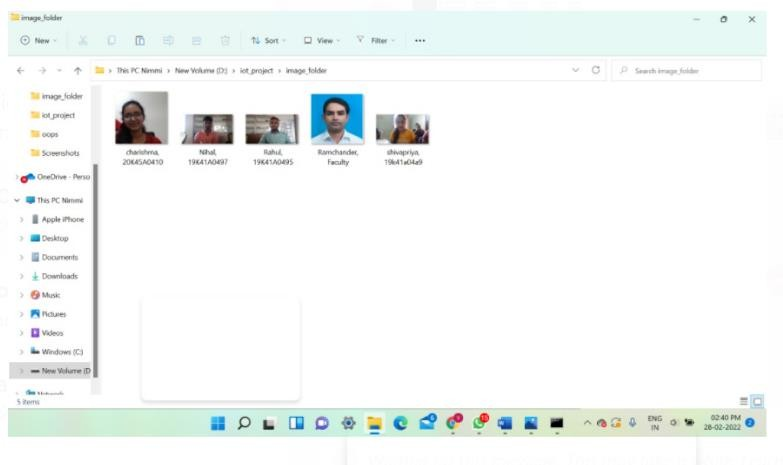 image_folder
New
Sort
View
Filter
This PC Nimmi > New Volume (D:) > iot_project > image_folder
Search image_folder
image_folder
iot_project
oops
Screenshots
OneDrive - Perso
This PC Nimmi
Apple iPhone
Desktop
Documents
Downloads
Music
Pictures
Videos
Windows (C:)
New Volume (D
Network
charishma,
20K45A0410
Nihal,
19K41A0497
Rahul,
19K41A0495
Ramchander,
Faculty
shivapriya,
19k41a04a9
5 items
ENG
IN
02:40 PM
28-02-2022
2